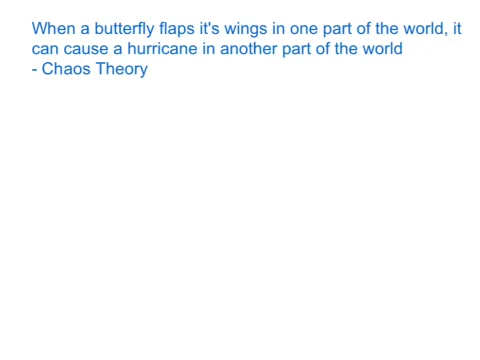 When a butterfly flaps it's wings in one part of the world, it
can cause a hurricane in another part of the world
- Chaos Theory